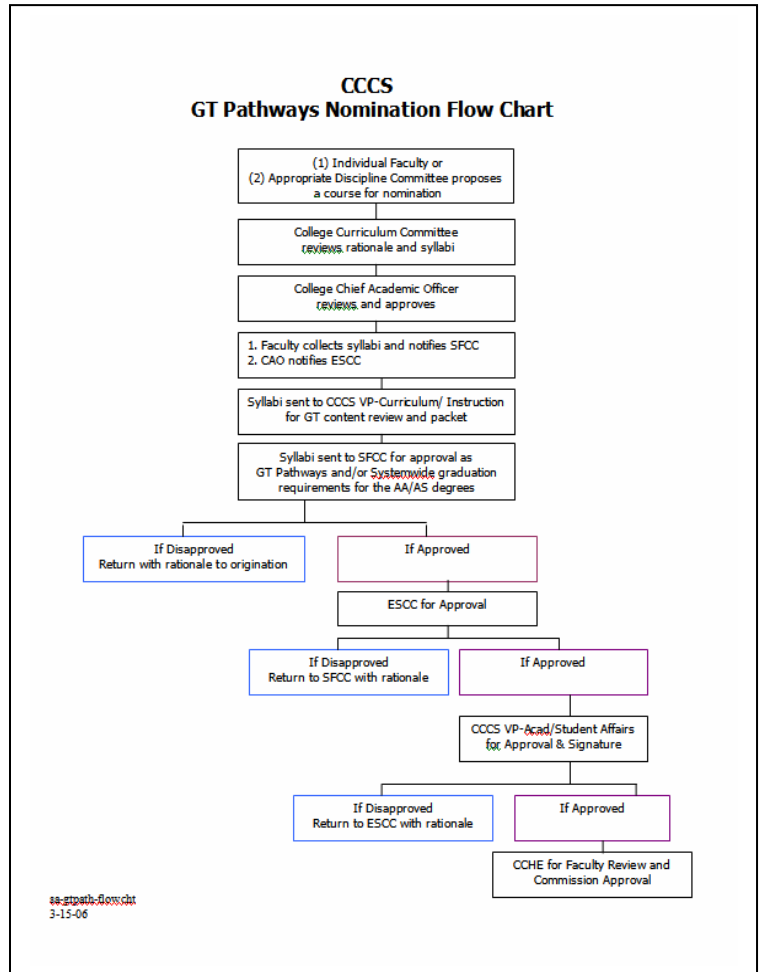 CCCS
GT Pathways Nomination Flow Chart
(1) Individual Faculty or
(2) Appropriate Discipline Committee proposes
a course for nomination
College Curriculum Committee
reviews rationale and syllabi
College Chief Academic Officer
reviews and approves
1. Faculty collects syllabi and notifies SFCC
2. CAO notifies ESCC
Syllabi sent to CCCS VP-Curriculum/ Instruction
for GT content review and packet
Syllabi sent to SFCC for approval as
GT Pathways and/or Systemwide graduation
requirements for the AA/AS degrees
If Disapproved
Return with rationale to origination
If Approved
ESCC for Approval
If Disapproved
Return to SFCC with rationale
If Approved
CCCS VP-Acad/Student Affairs
for Approval & Signature
If Disapproved
Return to ESCC with rationale
If Approved
CCHE for Faculty Review and
Commission Approval
sa-gtpath-flowcht
3-15-06